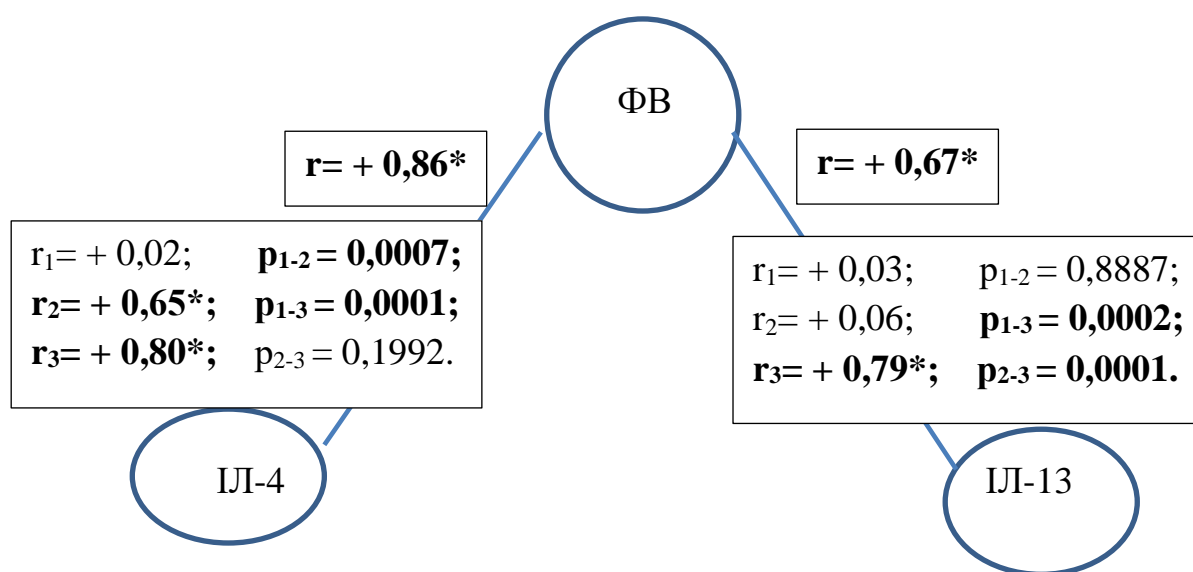 ФВ
r= + 0,86*
r= + 0,67*
r₁= + 0,02; p₁₋₂ = 0,0007;
r₂= + 0,65*; p₁₋₃ = 0,0001;
r₃= + 0,80*; p₂₋₃ = 0,1992.
r₁= + 0,03; p₁₋₂ = 0,8887;
r₂= + 0,06; p₁₋₃ = 0,0002;
r₃= + 0,79*; p₂₋₃ = 0,0001.
ІЛ-4
ІЛ-13